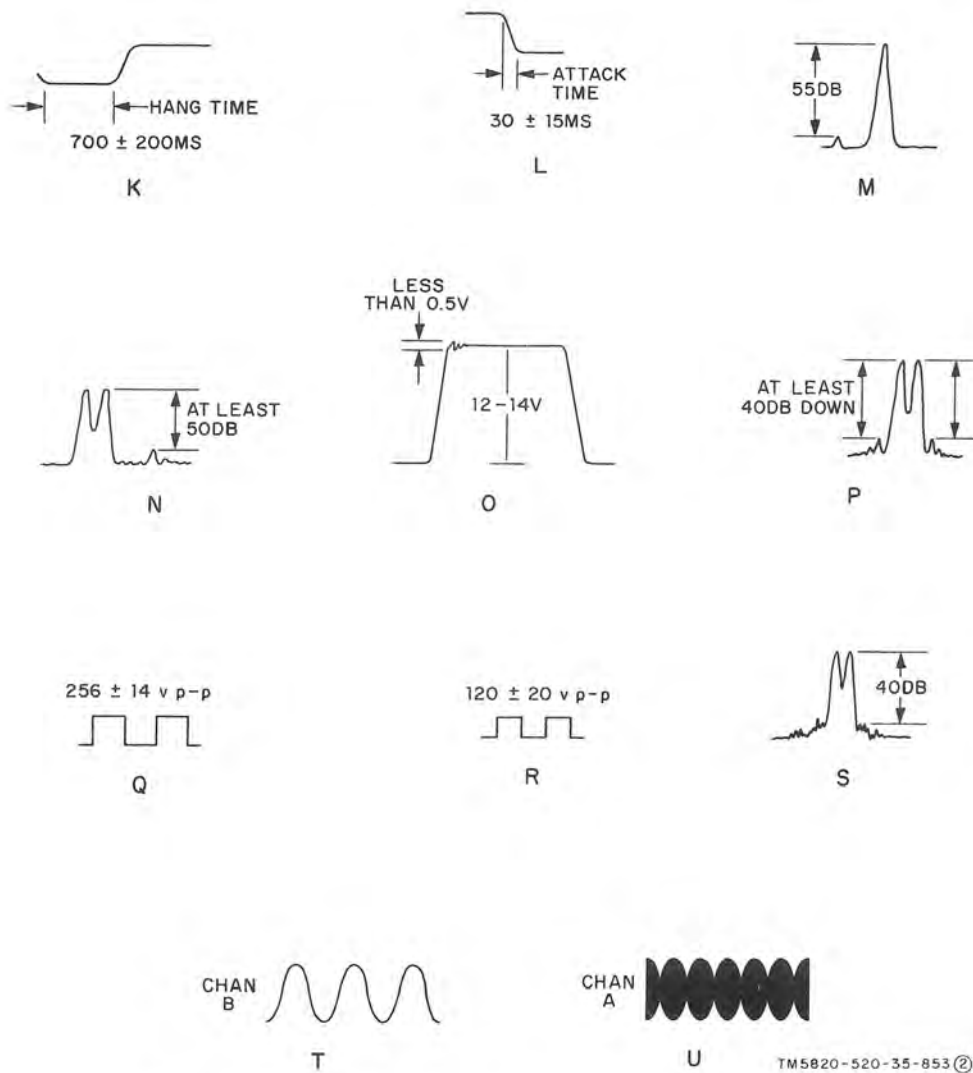 HANG TIME
700 ± 200MS
K
ATTACK
TIME
30 ± 15MS
L
55DB
M
AT LEAST
50DB
N
LESS
THAN 0.5V
12-14V
O
AT LEAST
40DB DOWN
P
256 ± 14 v p-p
Q
120 ± 20 v p-p
R
40DB
S
CHAN
B
T
CHAN
A
U
TM5820-520-35-853②